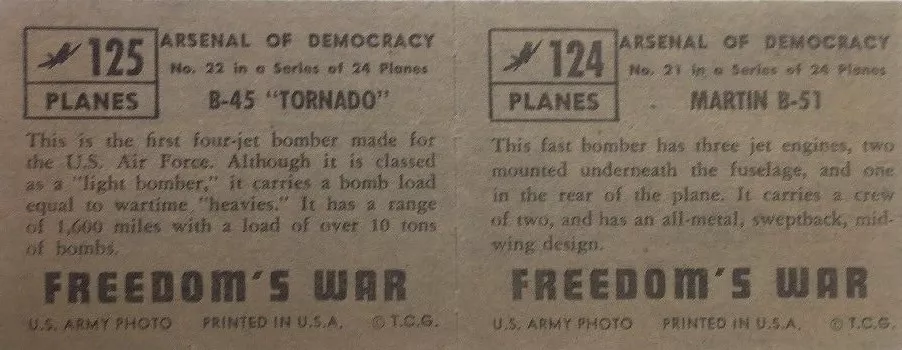 125
PLANES
ARSENAL OF DEMOCRACY
No. 22 in a Series of 24 Planes
B-45 "TORNADO"
This is the first four-jet bomber made for
the U.S. Air Force. Although it is classed
as a "light bomber," it carries a bomb load
equal to wartime "heavies." It has a range
of 1,600 miles with a load of over 10 tons
of bombs.
FREEDOM'S WAR
U.S. ARMY PHOTO PRINTED IN U.S.A. © T.C.G.
124
PLANES
ARSENAL OF DEMOCRACY
No. 21 in a Series of 24 Planes
MARTIN B-51
This fast bomber has three jet engines, two
mounted underneath the fuselage, and one
in the rear of the plane. It carries a crew
of two, and has an all-metal, sweptback, mid-
wing design.
FREEDOM'S WAR
U.S. ARMY PHOTO PRINTED IN U.S.A. © T.C.G.